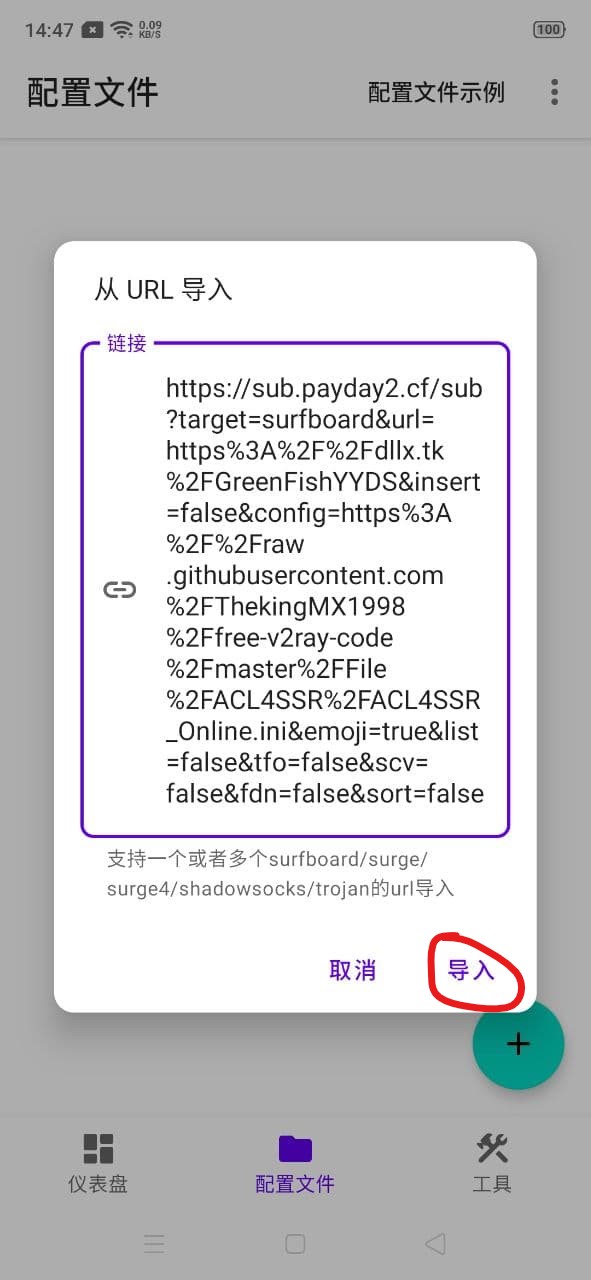 14:47 0.09 KB/S 100
配置文件 配置文件示例
从 URL 导入
链接
https://sub.payday2.cf/sub
?target=surfboard&url=
https%3A%2F%2Fdllx.tk
%2FGreenFishYYDS&insert
=false&config=https%3A
%2F%2Fraw
.githubusercontent.com
%2FThekingMX1998
%2Ffree-v2ray-code
%2Fmaster%2FFile
%2FACL4SSR%2FACL4SSR
_Online.ini&emoji=true&list
=false&tfo=false&scv=
false&fdn=false&sort=false
支持一个或者多个surfboard/surge/
surge4/shadowsocks/trojan的url导入
取消 导入
仪表盘 配置文件 工具